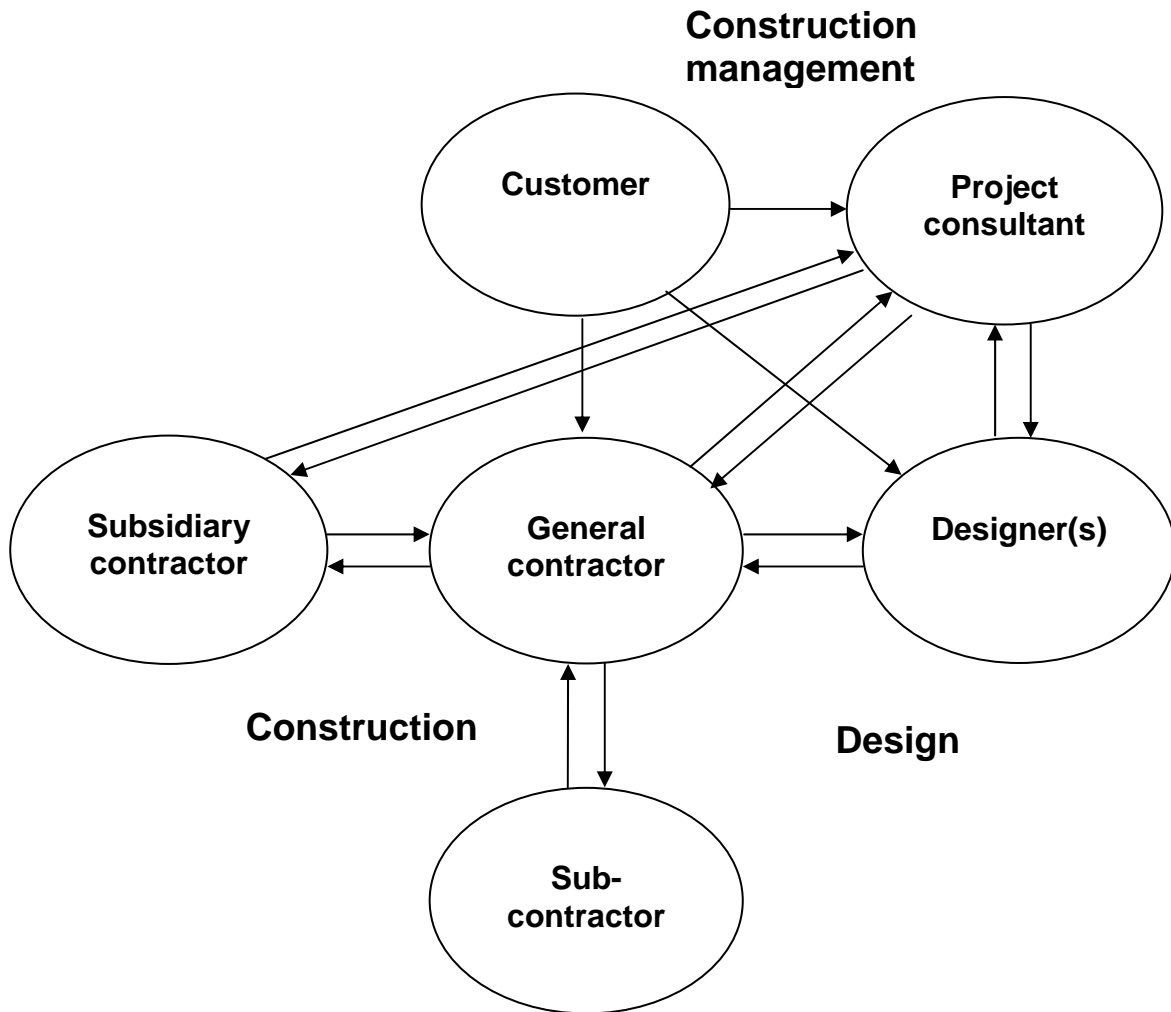 Construction
management
Customer
Project
consultant
Subsidiary
contractor
General
contractor
Designer(s)
Construction
Design
Sub-
contractor